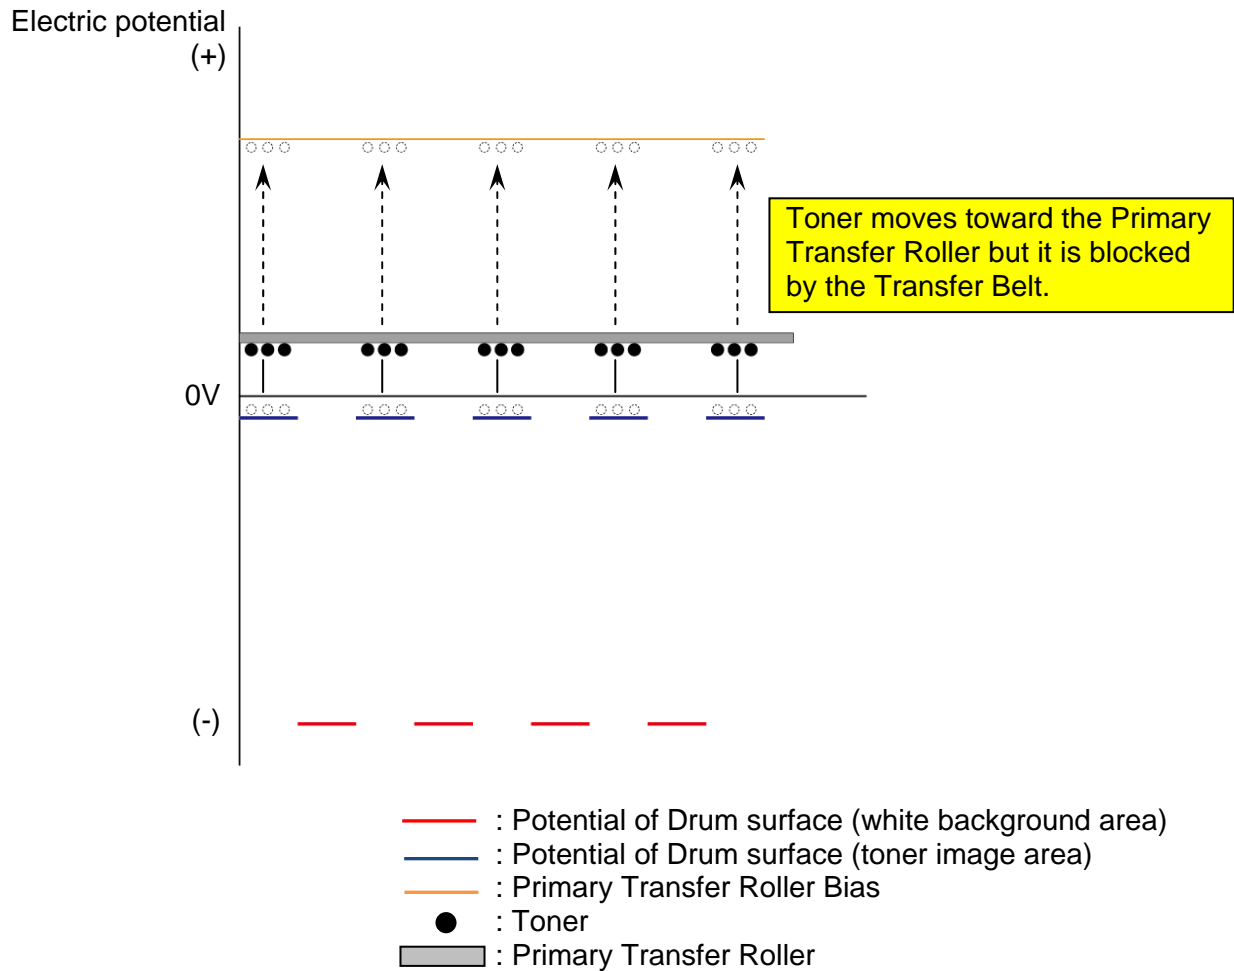 Electric potential
(+)
Toner moves toward the Primary
Transfer Roller but it is blocked
by the Transfer Belt.
0V
(-)
: Potential of Drum surface (white background area)
: Potential of Drum surface (toner image area)
: Primary Transfer Roller Bias
: Toner
: Primary Transfer Roller